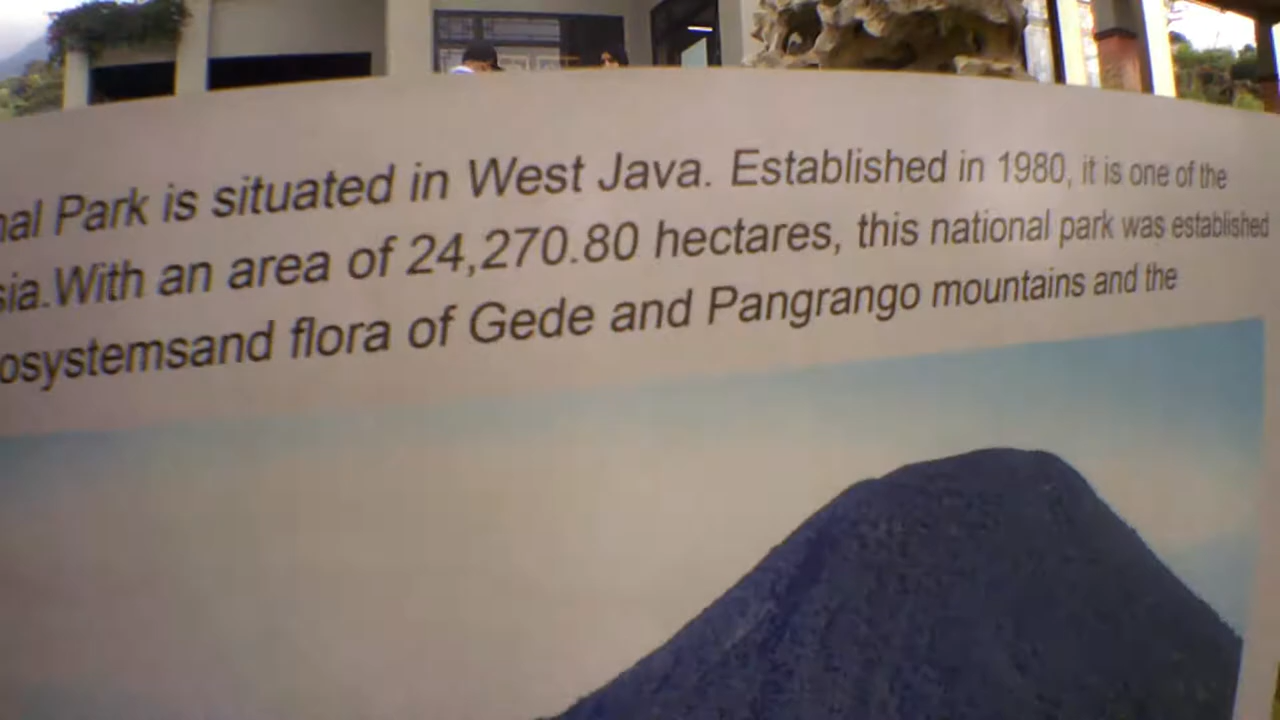 nal Park is situated in West Java. Established in 1980, it is one of the
sia.With an area of 24,270.80 hectares, this national park was established
osystemsand flora of Gede and Pangrango mountains and the